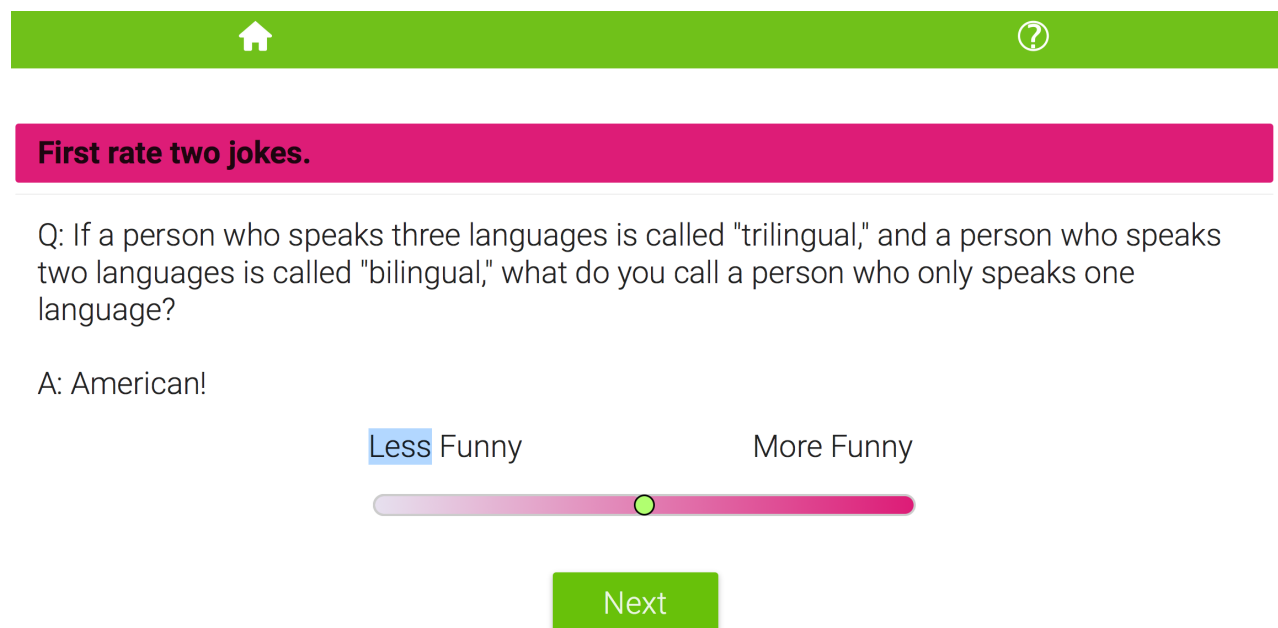 First rate two jokes.
Q: If a person who speaks three languages is called "trilingual," and a person who speaks
two languages is called "bilingual," what do you call a person who only speaks one
language?
A: American!
Less Funny More Funny
Next